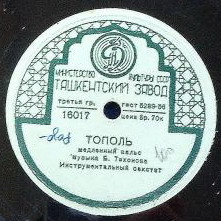 МИНИСТЕРСТВО КУЛЬТУРЫ СССР
ТАШКЕНТСКИЙ ЗАВОД
третья гр. гост 5289-56
16017 цена 8р. 70к
ТОПОЛЬ
медленный вальс
Музыка Б. Тихонова
Инструментальный секстет